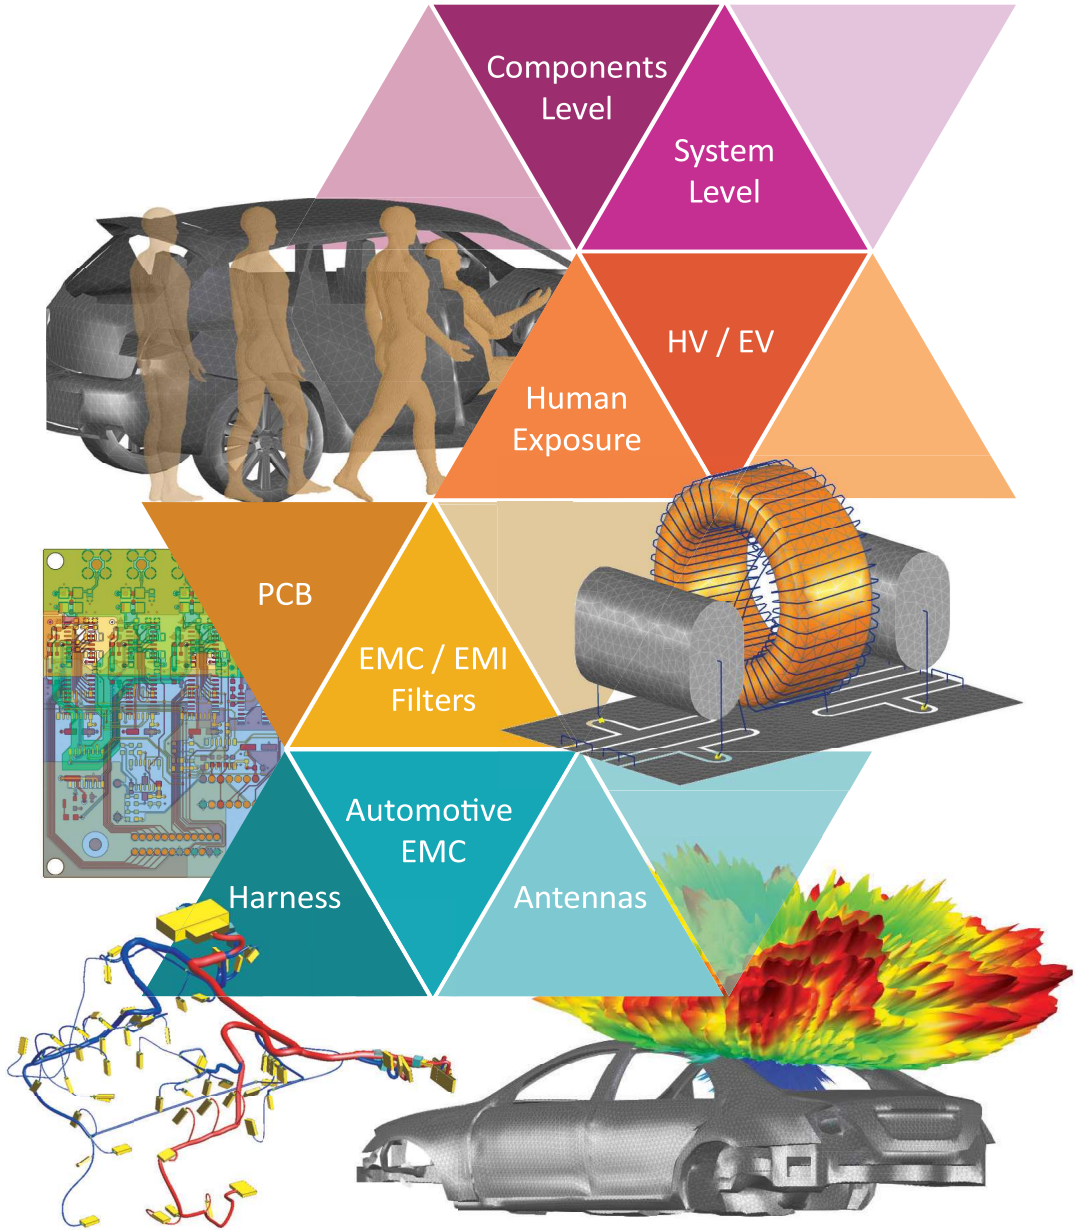 Components
Level
System
Level
HV / EV
Human
Exposure
PCB
EMC / EMI
Filters
Automotive
EMC
Harness
Antennas